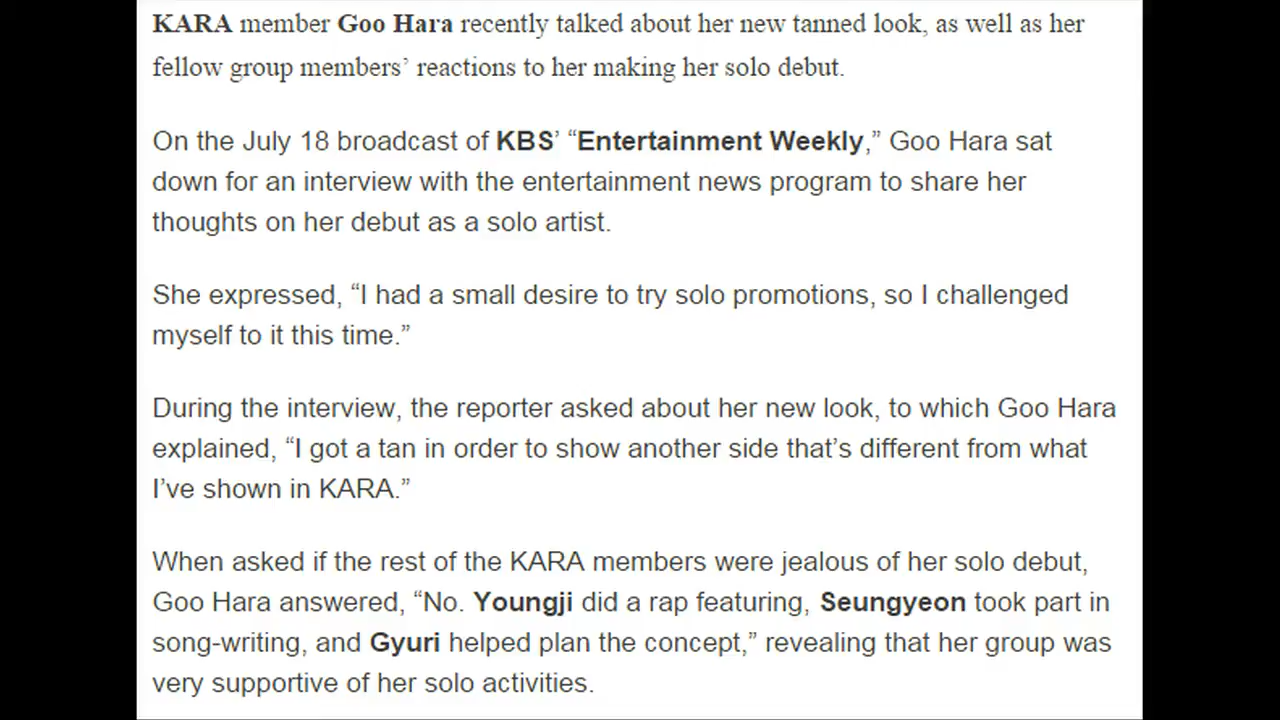 KARA member Goo Hara recently talked about her new tanned look, as well as her
fellow group members’ reactions to her making her solo debut.
On the July 18 broadcast of KBS’ “Entertainment Weekly,” Goo Hara sat
down for an interview with the entertainment news program to share her
thoughts on her debut as a solo artist.
She expressed, “I had a small desire to try solo promotions, so I challenged
myself to it this time.”
During the interview, the reporter asked about her new look, to which Goo Hara
explained, “I got a tan in order to show another side that’s different from what
I’ve shown in KARA.”
When asked if the rest of the KARA members were jealous of her solo debut,
Goo Hara answered, “No. Youngji did a rap featuring, Seungyeon took part in
song-writing, and Gyuri helped plan the concept,” revealing that her group was
very supportive of her solo activities.